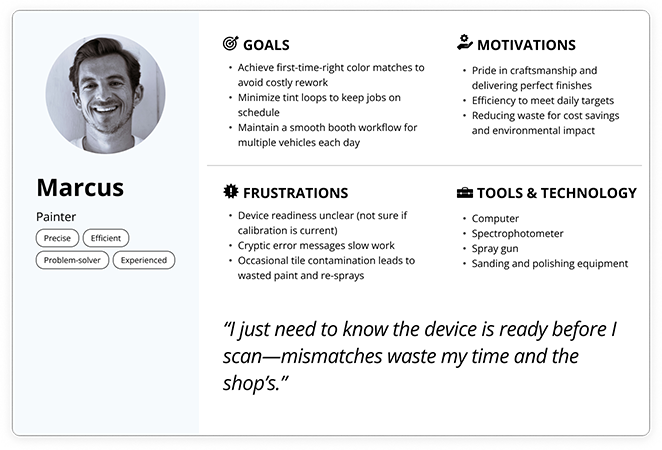 Marcus
Painter
Precise
Efficient
Problem-solver
Experienced
GOALS
• Achieve first-time-right color matches to
avoid costly rework
• Minimize tint loops to keep jobs on
schedule
• Maintain a smooth booth workflow for
multiple vehicles each day
MOTIVATIONS
• Pride in craftsmanship and
delivering perfect finishes
• Efficiency to meet daily targets
• Reducing waste for cost savings
and environmental impact
FRUSTRATIONS
• Device readiness unclear (not sure if
calibration is current)
• Cryptic error messages slow work
• Occasional tile contamination leads to
wasted paint and re-sprays
TOOLS & TECHNOLOGY
• Computer
• Spectrophotometer
• Spray gun
• Sanding and polishing equipment
“I just need to know the device is ready before I
scan—mismatches waste my time and the
shop’s.”